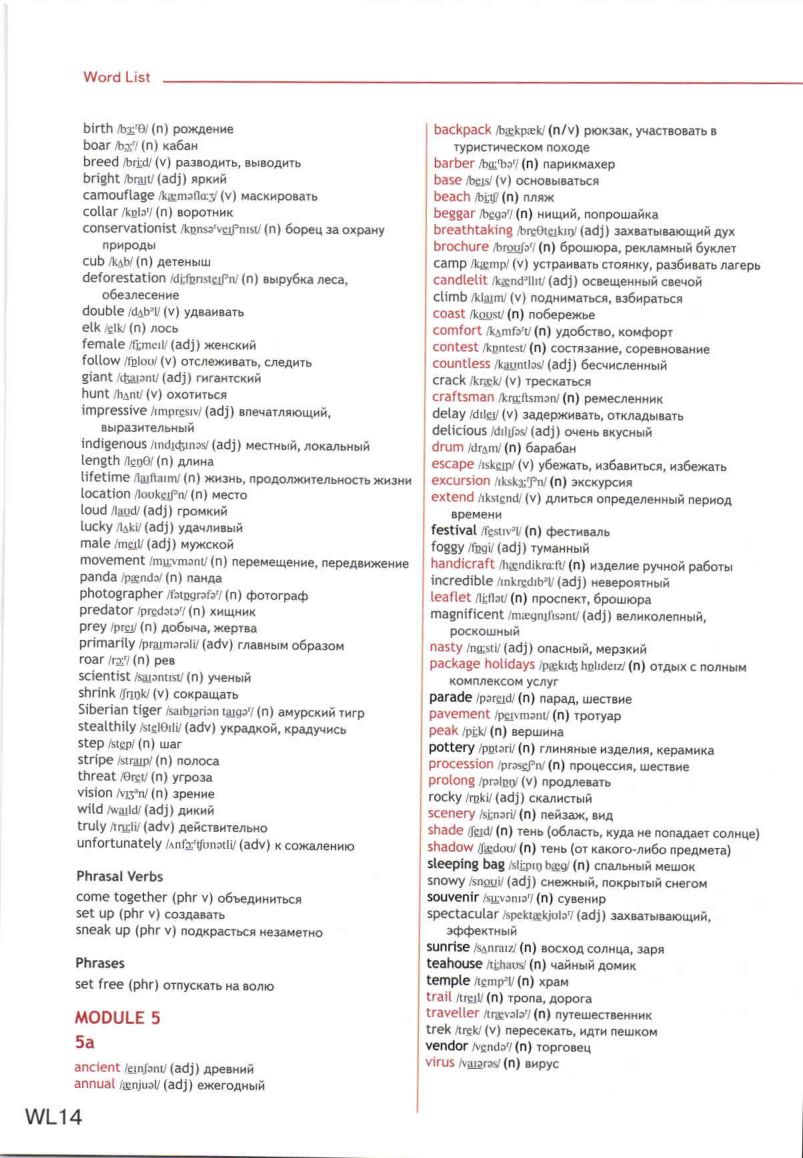 Word List
birth /bɜːʳθ/ (n) рождение
boar /bɔːʳ/ (n) кабан
breed /briːd/ (v) разводить, выводить
bright /braɪt/ (adj) яркий
camouflage /kæməflɑːʒ/ (v) маскировать
collar /kɒləʳ/ (n) воротник
conservationist /kɒnsəʳveɪʃᵊnɪst/ (n) борец за охрану
природы
cub /kʌb/ (n) детеныш
deforestation /diːfɒrɪsteɪʃᵊn/ (n) вырубка леса,
обезлесение
double /dʌbᵊl/ (v) удваивать
elk /elk/ (n) лось
female /fiːmeɪl/ (adj) женский
follow /fɒloʊ/ (v) отслеживать, следить
giant /dʒaɪənt/ (adj) гигантский
hunt /hʌnt/ (v) охотиться
impressive /ɪmpresɪv/ (adj) впечатляющий,
выразительный
indigenous /ɪndɪdʒɪnəs/ (adj) местный, локальный
length /leŋθ/ (n) длина
lifetime /laɪftaɪm/ (n) жизнь, продолжительность жизни
location /loʊkeɪʃᵊn/ (n) место
loud /laʊd/ (adj) громкий
lucky /lʌki/ (adj) удачливый
male /meɪl/ (adj) мужской
movement /muːvmənt/ (n) перемещение, передвижение
panda /pændə/ (n) панда
photographer /fətɒgrəfəʳ/ (n) фотограф
predator /predətəʳ/ (n) хищник
prey /preɪ/ (n) добыча, жертва
primarily /praɪmərəli/ (adv) главным образом
roar /rɔːʳ/ (n) рев
scientist /saɪəntɪst/ (n) ученый
shrink /ʃrɪŋk/ (v) сокращать
Siberian tiger /saɪbɪəriən taɪgəʳ/ (n) амурский тигр
stealthily /stelθɪli/ (adv) украдкой, крадучись
step /step/ (n) шаг
stripe /straɪp/ (n) полоса
threat /θret/ (n) угроза
vision /vɪʒᵊn/ (n) зрение
wild /waɪld/ (adj) дикий
truly /truːli/ (adv) действительно
unfortunately /ʌnfɔːʳtʃʊnətli/ (adv) к сожалению
Phrasal Verbs
come together (phr v) объединиться
set up (phr v) создавать
sneak up (phr v) подкрасться незаметно
Phrases
set free (phr) отпускать на волю
MODULE 5
5a
ancient /eɪnʃənt/ (adj) древний
annual /ænjuəl/ (adj) ежегодный
backpack /bækpæk/ (n/v) рюкзак, участвовать в
туристическом походе
barber /bɑːʳbəʳ/ (n) парикмахер
base /beɪs/ (v) основываться
beach /biːtʃ/ (n) пляж
beggar /begəʳ/ (n) нищий, попрошайка
breathtaking /breθteɪkɪŋ/ (adj) захватывающий дух
brochure /broʊʃəʳ/ (n) брошюра, рекламный буклет
camp /kæmp/ (v) устраивать стоянку, разбивать лагерь
candlelit /kændᵊllɪt/ (adj) освещенный свечой
climb /klaɪm/ (v) подниматься, взбираться
coast /koʊst/ (n) побережье
comfort /kʌmfəʳt/ (n) удобство, комфорт
contest /kɒntest/ (n) состязание, соревнование
countless /kaʊntləs/ (adj) бесчисленный
crack /kræk/ (v) трескаться
craftsman /krɑːftsmən/ (n) ремесленник
delay /dɪleɪ/ (v) задерживать, откладывать
delicious /dɪlɪʃəs/ (adj) очень вкусный
drum /drʌm/ (n) барабан
escape /ɪskeɪp/ (v) убежать, избавиться, избежать
excursion /ɪkskɜːʳʃᵊn/ (n) экскурсия
extend /ɪkstend/ (v) длиться определенный период
времени
festival /festɪvᵊl/ (n) фестиваль
foggy /fɒgi/ (adj) туманный
handicraft /hændikrɑːft/ (n) изделие ручной работы
incredible /ɪnkredɪbᵊl/ (adj) невероятный
leaflet /liːflət/ (n) проспект, брошюра
magnificent /mægnɪfɪsənt/ (adj) великолепный,
роскошный
nasty /nɑːsti/ (adj) опасный, мерзкий
package holidays /pækɪdʒ hɒlɪdeɪz/ (n) отдых с полным
комплексом услуг
parade /pəreɪd/ (n) парад, шествие
pavement /peɪvmənt/ (n) тротуар
peak /piːk/ (n) вершина
pottery /pɒtəri/ (n) глиняные изделия, керамика
procession /prəseʃᵊn/ (n) процессия, шествие
prolong /prəlɒŋ/ (v) продлевать
rocky /rɒki/ (adj) скалистый
scenery /siːnəri/ (n) пейзаж, вид
shade /ʃeɪd/ (n) тень (область, куда не попадает солнце)
shadow /ʃædoʊ/ (n) тень (от какого-либо предмета)
sleeping bag /sliːpɪŋ bæg/ (n) спальный мешок
snowy /snoʊi/ (adj) снежный, покрытый снегом
souvenir /suːvənɪəʳ/ (n) сувенир
spectacular /spektækjʊləʳ/ (adj) захватывающий,
эффектный
sunrise /sʌnraɪz/ (n) восход солнца, заря
teahouse /tiːhaʊs/ (n) чайный домик
temple /tempᵊl/ (n) храм
trail /treɪl/ (n) тропа, дорога
traveller /trævələʳ/ (n) путешественник
trek /trek/ (v) пересекать, идти пешком
vendor /vendəʳ/ (n) торговец
virus /vaɪərəs/ (n) вирус
WL14